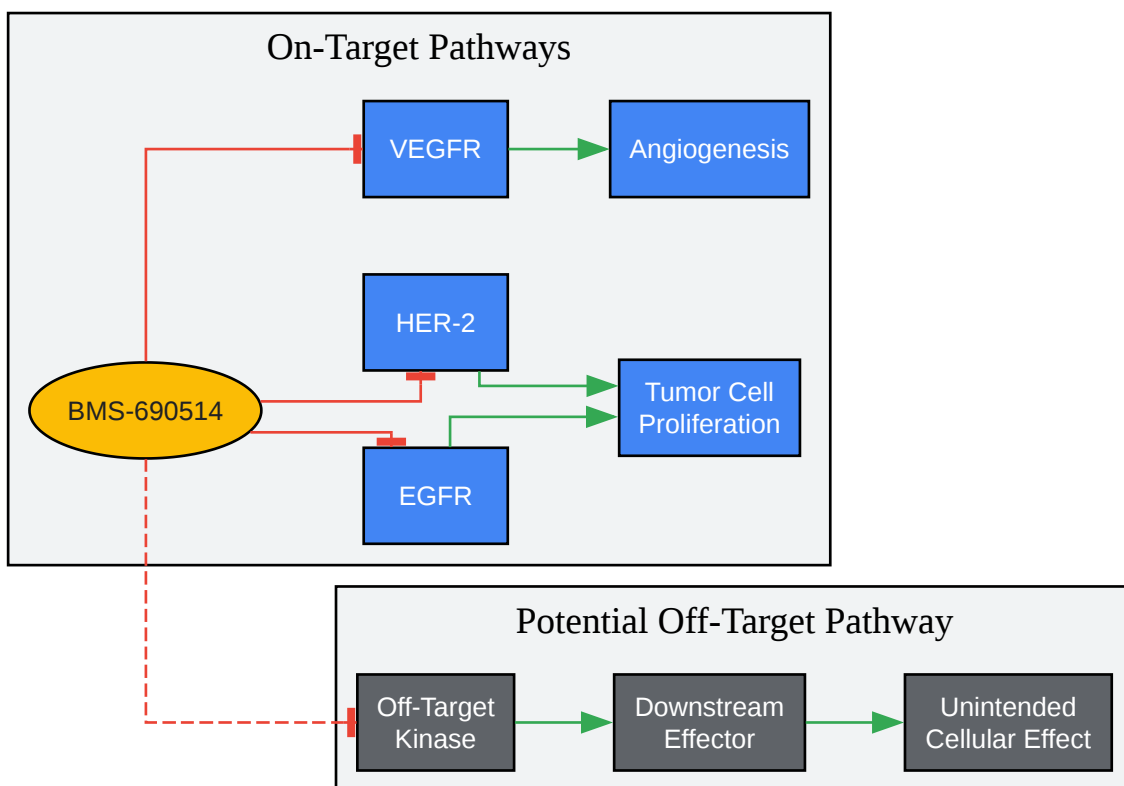 On-Target Pathways
VEGFR
Angiogenesis
HER-2
BMS-690514
Tumor Cell
Proliferation
EGFR
Potential Off-Target Pathway
Off-Target
Kinase
Downstream
Effector
Unintended
Cellular Effect